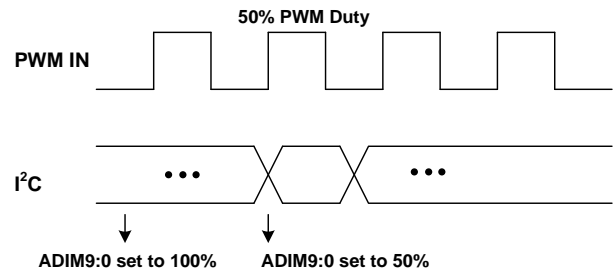 50% PWM Duty
PWM IN
I²C
ADIM9:0 set to 100%
ADIM9:0 set to 50%